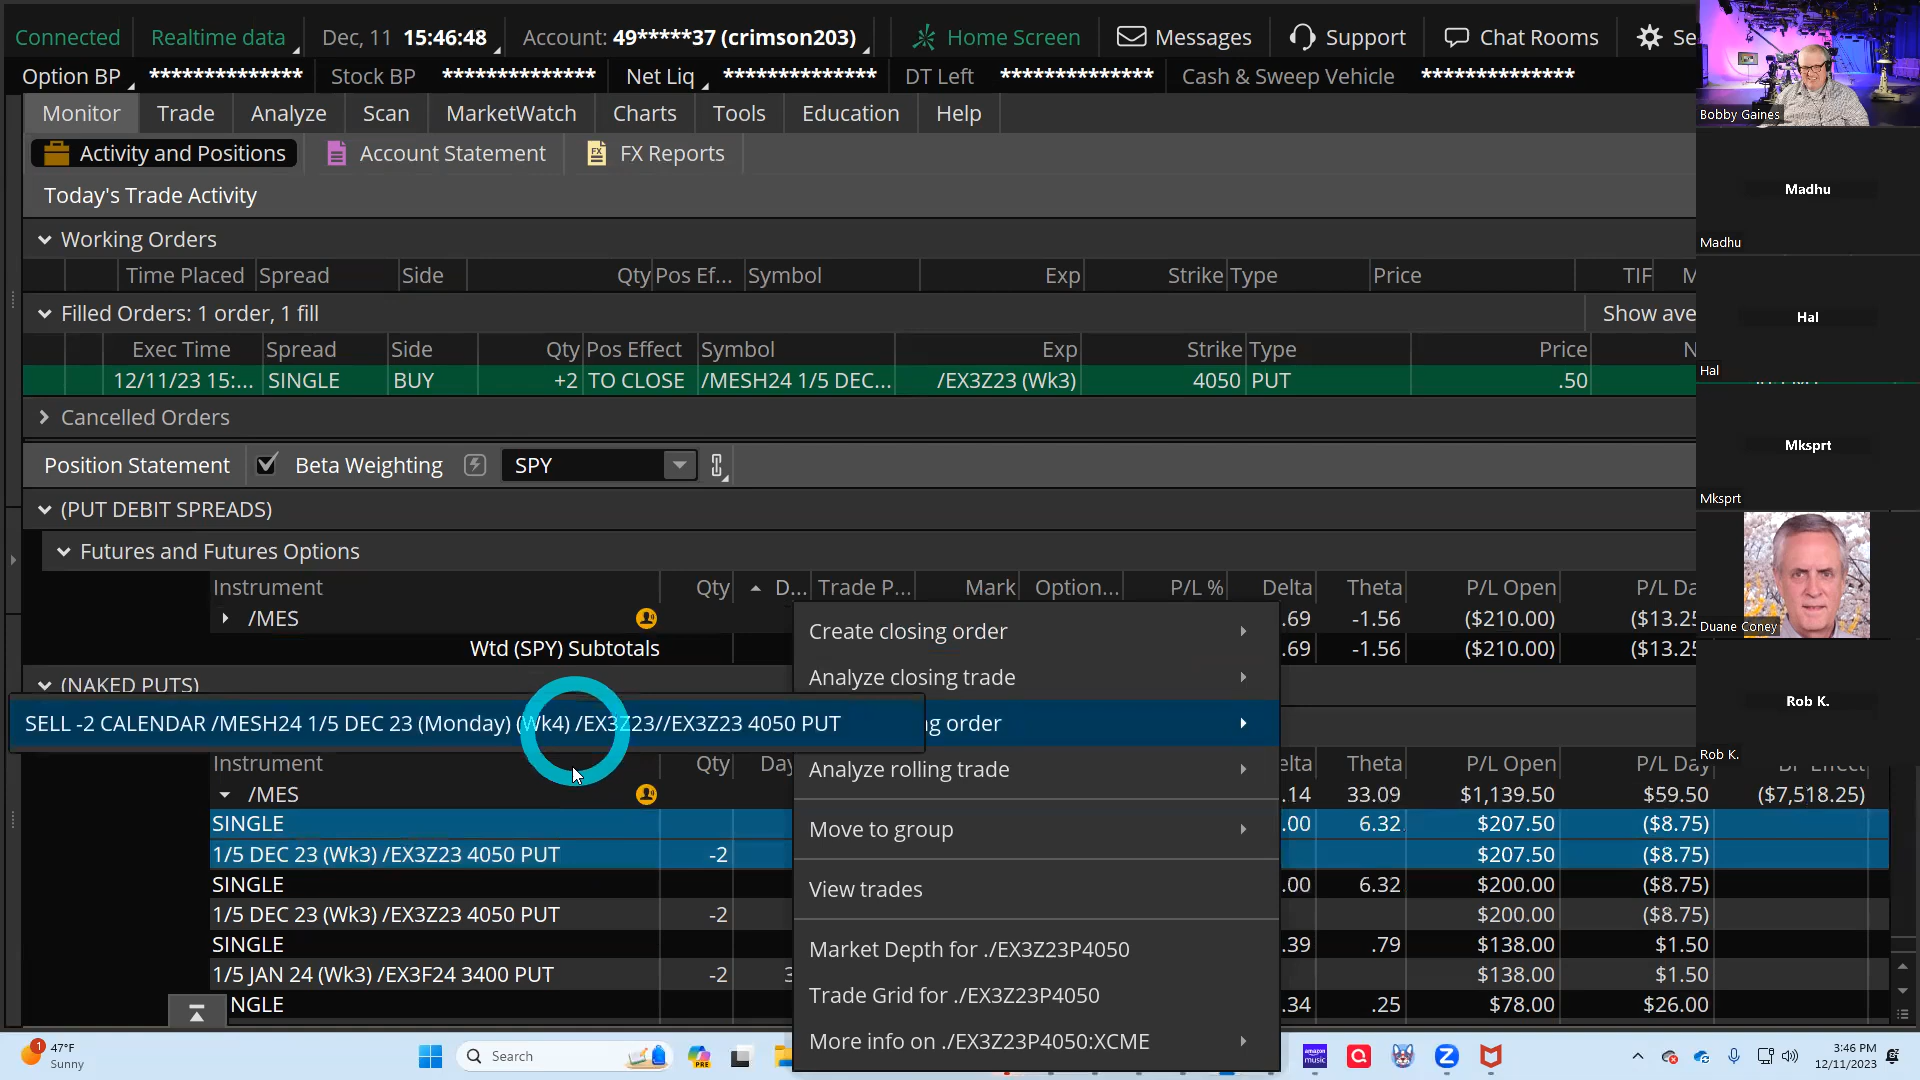 Connected Realtime data Dec, 11 15:46:48 Account: 49*****37 (crimson203) Home Screen Messages Support Chat Rooms Se
Option BP ************** Stock BP ************** Net Liq ************** DT Left ************** Cash & Sweep Vehicle **************
Monitor Trade Analyze Scan MarketWatch Charts Tools Education Help
Bobby Gaines
Activity and Positions Account Statement FX Reports
Today's Trade Activity
Madhu
Madhu
Working Orders
Time Placed Spread Side Qty Pos Ef... Symbol Exp Strike Type Price TIF M
Filled Orders: 1 order, 1 fill Show ave
Hal
Hal
Exec Time Spread Side Qty Pos Effect Symbol Exp Strike Type Price N
12/11/23 15:... SINGLE BUY +2 TO CLOSE /MESH24 1/5 DEC... /EX3Z23 (Wk3) 4050 PUT .50
Cancelled Orders
Mksprt
Mksprt
Position Statement Beta Weighting SPY
(PUT DEBIT SPREADS)
Futures and Futures Options
Instrument Qty D... Trade P... Mark Option... P/L % Delta Theta P/L Open P/L Da
/MES .69 -1.56 ($210.00) ($13.25
Duane Coney
Wtd (SPY) Subtotals .69 -1.56 ($210.00) ($13.25
Create closing order
Analyze closing trade
(NAKED PUTS)
SELL -2 CALENDAR /MESH24 1/5 DEC 23 (Monday) (Wk4) /EX3Z23//EX3Z23 4050 PUT
g order
Rob K.
Rob K.
Analyze rolling trade
Instrument Qty Day elta Theta P/L Open P/L Day BP Effect
/MES .14 33.09 $1,139.50 $59.50 ($7,518.25)
SINGLE .00 6.32 $207.50 ($8.75)
Move to group
1/5 DEC 23 (Wk3) /EX3Z23 4050 PUT -2 $207.50 ($8.75)
SINGLE .00 6.32 $200.00 ($8.75)
View trades
1/5 DEC 23 (Wk3) /EX3Z23 4050 PUT -2 $200.00 ($8.75)
SINGLE .39 .79 $138.00 $1.50
Market Depth for ./EX3Z23P4050
1/5 JAN 24 (Wk3) /EX3F24 3400 PUT -2 3 $138.00 $1.50
Trade Grid for ./EX3Z23P4050
NGLE .34 .25 $78.00 $26.00
More info on ./EX3Z23P4050:XCME
1
47°F
Sunny
Search
PRE
amazon music
3:46 PM
12/11/2023